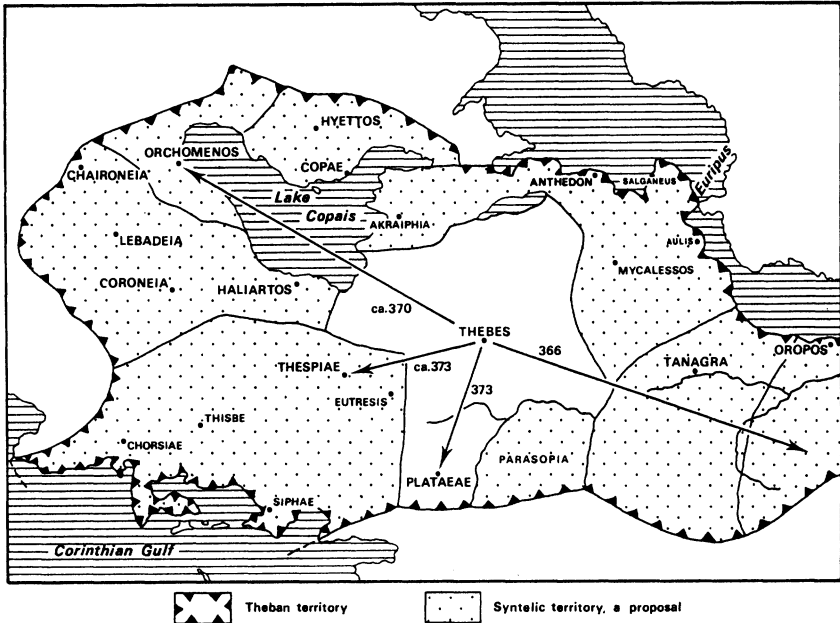 HYETTOS
ORCHOMENOS
CHAIRONEIA
COPAE
Lake
Copais
ANTHEDON
SALGANEUS
Euripus
AKRAIPHIA
LEBADEIA
AULIS
MYCALESSOS
CORONEIA
HALIARTOS
ca.370
THEBES
366
OROPOS
THESPIAE
ca.373
TANAGRA
373
EUTRESIS
THISBE
CHORSIAE
PARASOPIA
PLATAEAE
SIPHAE
Corinthian Gulf
Theban territory
Syntelic territory, a proposal